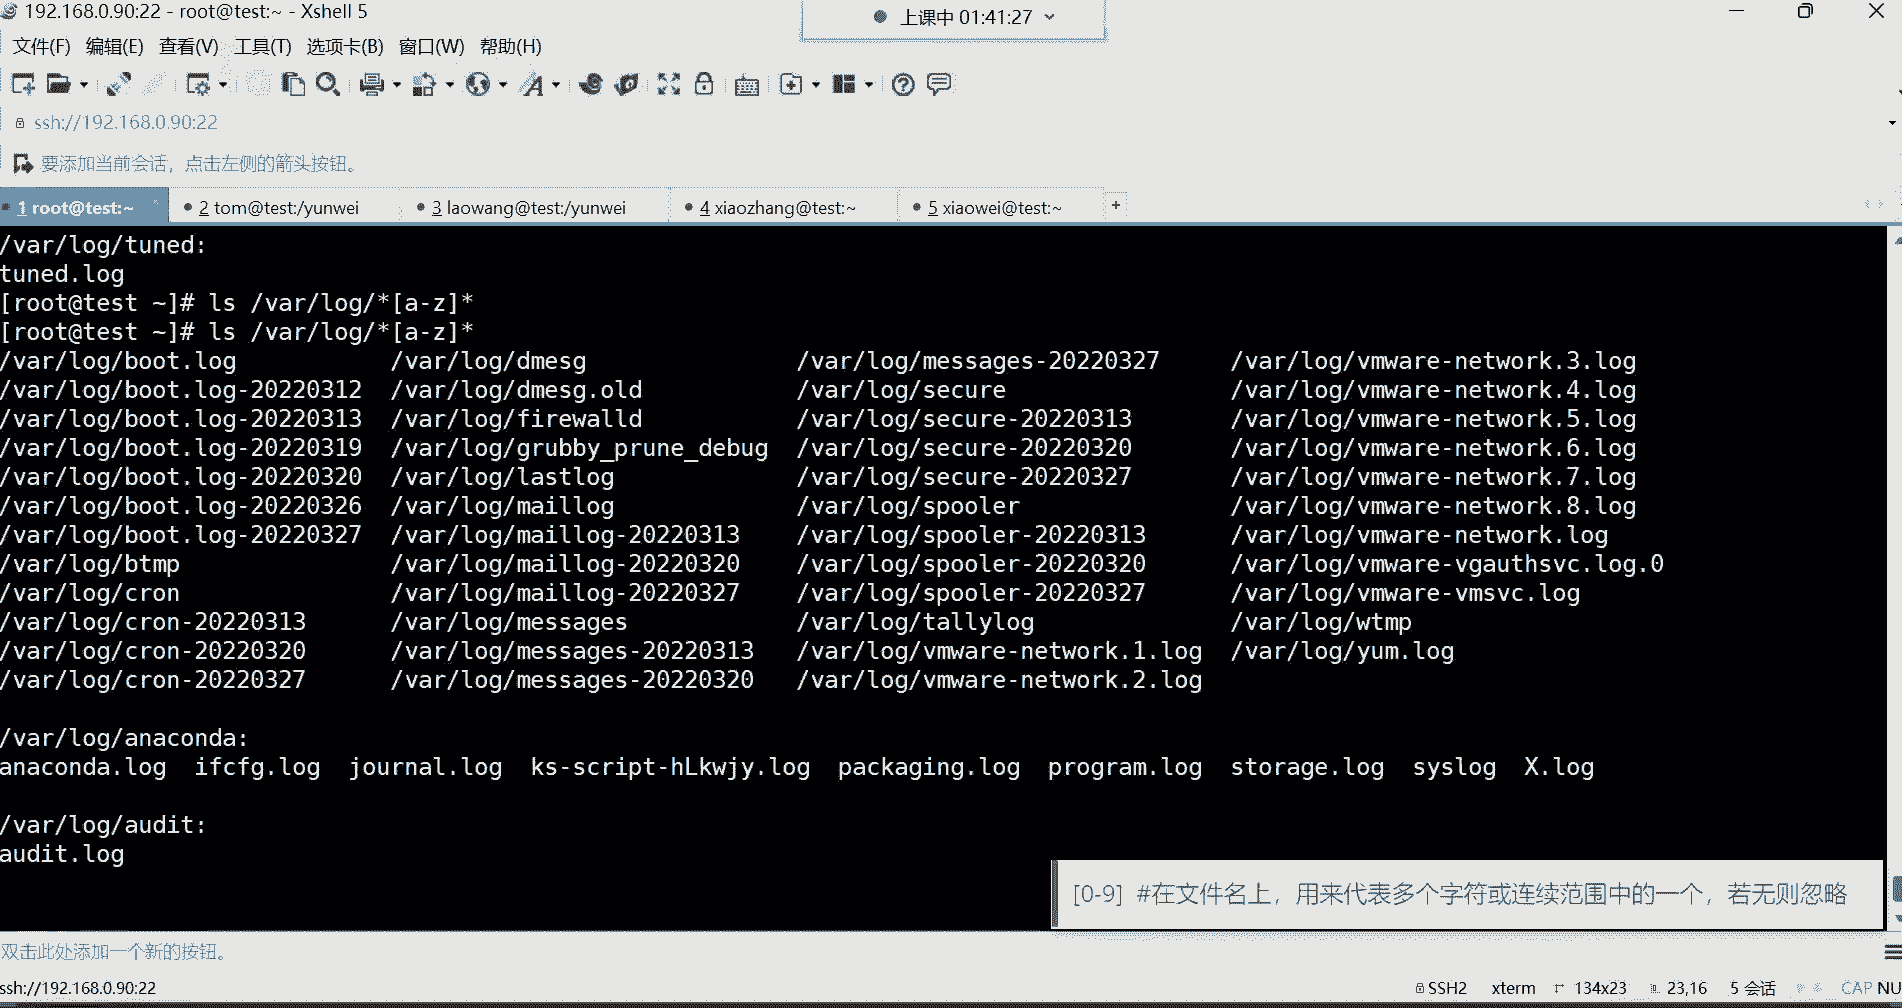 192.168.0.90:22 - root@test:~ - Xshell 5
上课中 01:41:27
文件(F) 编辑(E) 查看(V) 工具(T) 选项卡(B) 窗口(W) 帮助(H)
ssh://192.168.0.90:22
要添加当前会话，点击左侧的箭头按钮。
1 root@test:~ 2 tom@test:/yunwei 3 laowang@test:/yunwei 4 xiaozhang@test:~ 5 xiaowei@test:~ +
/var/log/tuned:
tuned.log
[root@test ~]# ls /var/log/*[a-z]*
[root@test ~]# ls /var/log/*[a-z]*
/var/log/boot.log /var/log/dmesg /var/log/messages-20220327 /var/log/vmware-network.3.log
/var/log/boot.log-20220312 /var/log/dmesg.old /var/log/secure /var/log/vmware-network.4.log
/var/log/boot.log-20220313 /var/log/firewalld /var/log/secure-20220313 /var/log/vmware-network.5.log
/var/log/boot.log-20220319 /var/log/grubby_prune_debug /var/log/secure-20220320 /var/log/vmware-network.6.log
/var/log/boot.log-20220320 /var/log/lastlog /var/log/secure-20220327 /var/log/vmware-network.7.log
/var/log/boot.log-20220326 /var/log/maillog /var/log/spooler /var/log/vmware-network.8.log
/var/log/boot.log-20220327 /var/log/maillog-20220313 /var/log/spooler-20220313 /var/log/vmware-network.log
/var/log/btmp /var/log/maillog-20220320 /var/log/spooler-20220320 /var/log/vmware-vgauthsvc.log.0
/var/log/cron /var/log/maillog-20220327 /var/log/spooler-20220327 /var/log/vmware-vmsvc.log
/var/log/cron-20220313 /var/log/messages /var/log/tallylog /var/log/wtmp
/var/log/cron-20220320 /var/log/messages-20220313 /var/log/vmware-network.1.log /var/log/yum.log
/var/log/cron-20220327 /var/log/messages-20220320 /var/log/vmware-network.2.log
/var/log/anaconda:
anaconda.log ifcfg.log journal.log ks-script-hLkwjy.log packaging.log program.log storage.log syslog X.log
/var/log/audit:
audit.log
[0-9] #在文件名上，用来代表多个字符或连续范围中的一个，若无则忽略
双击此处添加一个新的按钮。
ssh://192.168.0.90:22 SSH2 xterm 134x23 23,16 5 会话 CAP NU